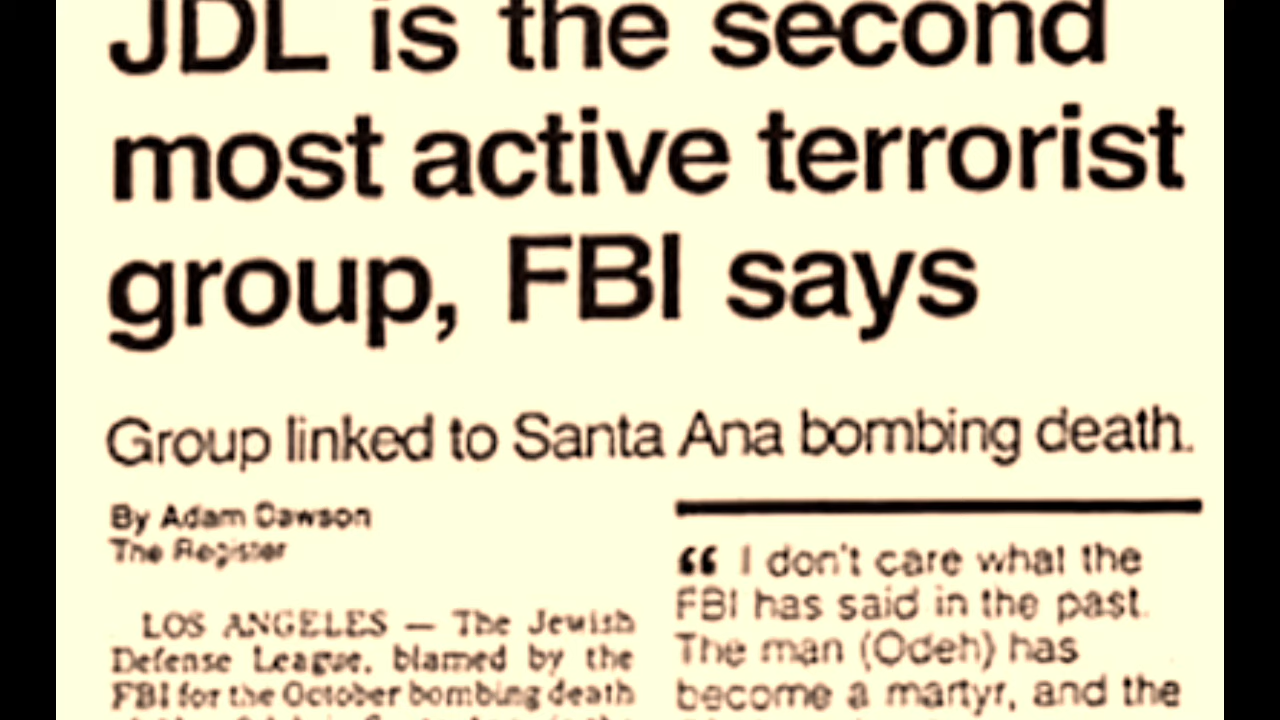 JDL is the second
most active terrorist
group, FBI says
Group linked to Santa Ana bombing death.
By Adam Dawson
The Register
LOS ANGELES — The Jewish
Defense League, blamed by the
FBI for the October bombing death
“ I don't care what the
FBI has said in the past.
The man (Odeh) has
become a martyr, and the